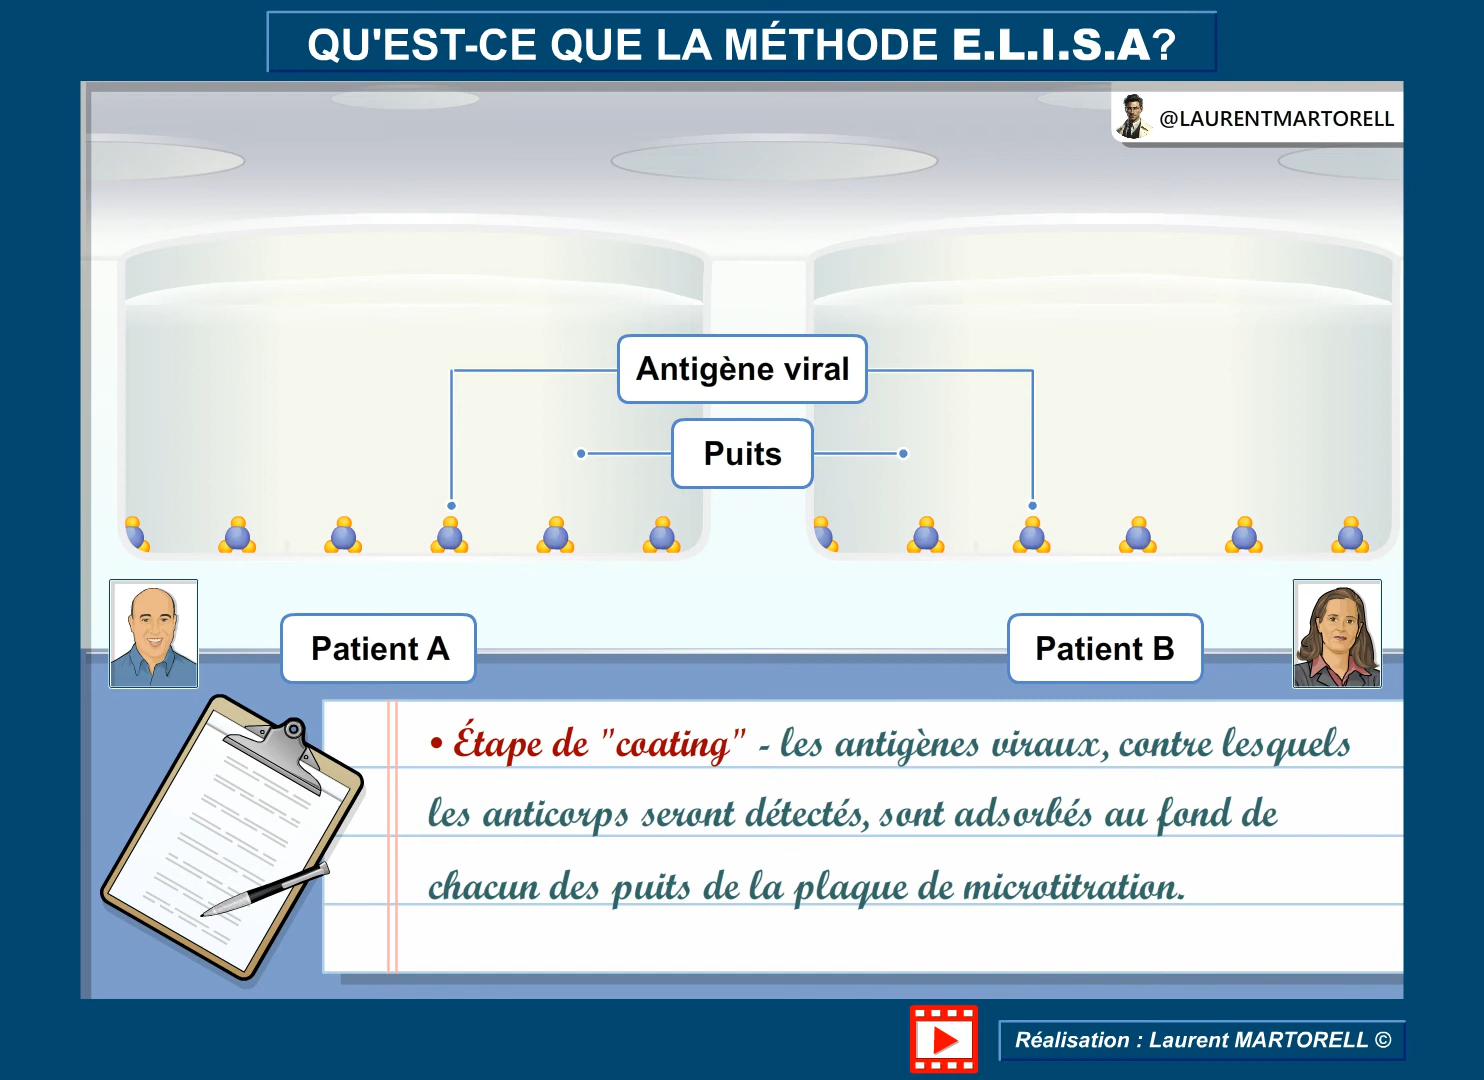 QU'EST-CE QUE LA MÉTHODE E.L.I.S.A?
@LAURENTMARTORELL
Antigène viral
Puits
Patient A
Patient B
• Étape de "coating" - les antigènes viraux, contre lesquels
les anticorps seront détectés, sont adsorbés au fond de
chacun des puits de la plaque de microtitration.
Réalisation : Laurent MARTORELL ©